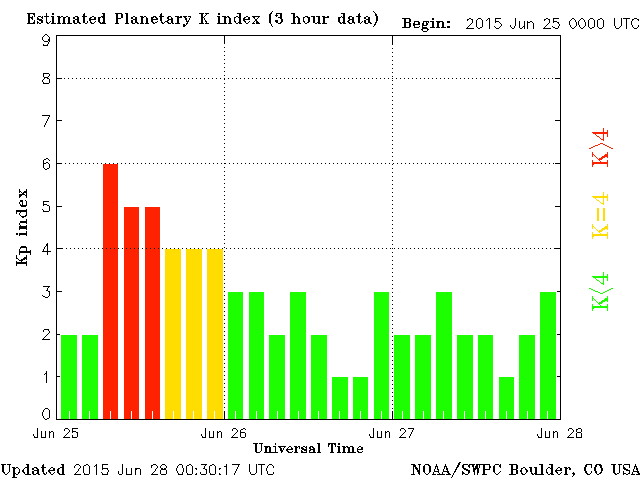 Estimated Planetary K index (3 hour data)
Begin: 2015 Jun 25 0000 UTC
9
8
7
6
5
4
3
2
1
0
Kp index
K>4
K=4
K<4
Jun 25
Jun 26
Jun 27
Jun 28
Universal Time
Updated 2015 Jun 28 00:30:17 UTC
NOAA/SWPC Boulder, CO USA